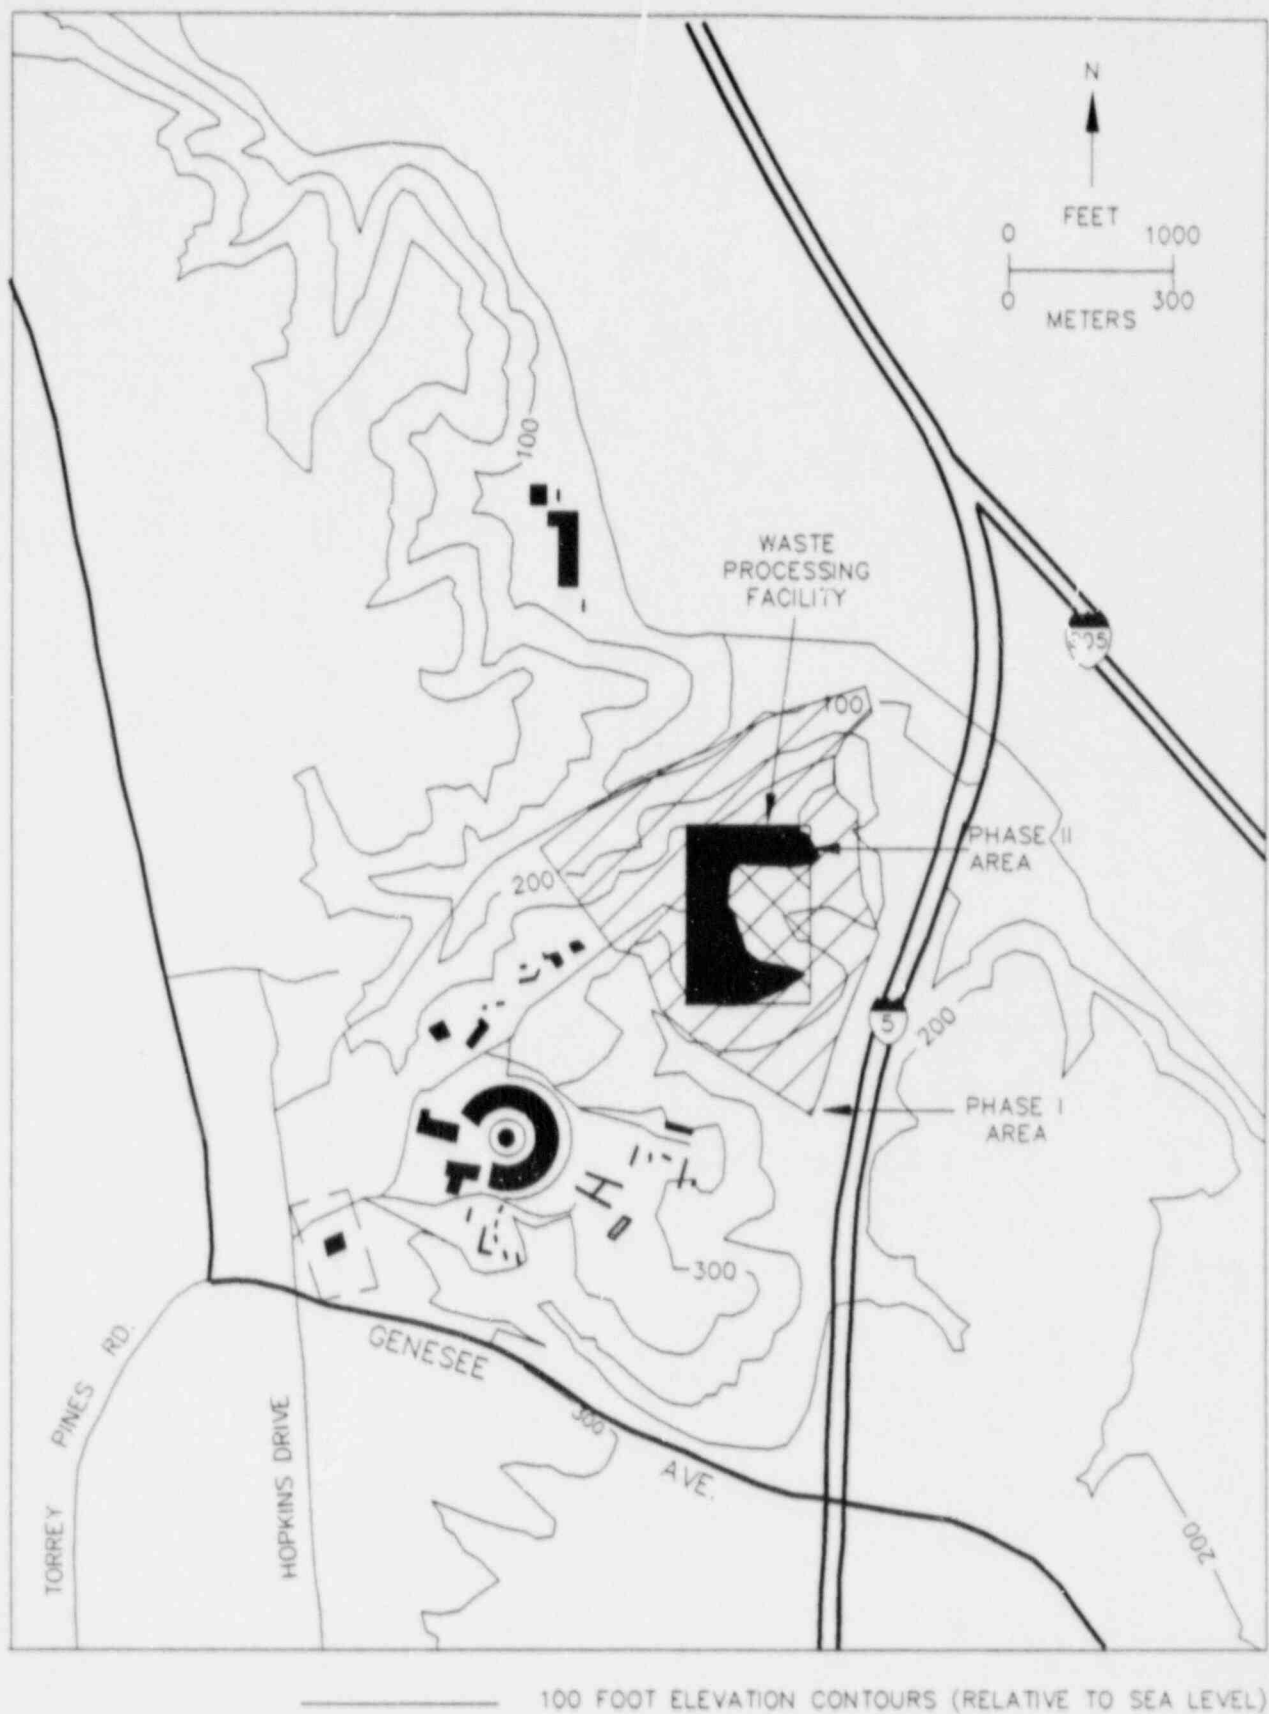 N
FEET
0 1000
0 300
METERS
100
WASTE
PROCESSING
FACILITY
100
PHASE II
AREA
200
5
200
PHASE I
AREA
300
GENESEE
AVE.
300
TORREY PINES RD.
HOPKINS DRIVE
200
100 FOOT ELEVATION CONTOURS (RELATIVE TO SEA LEVEL)